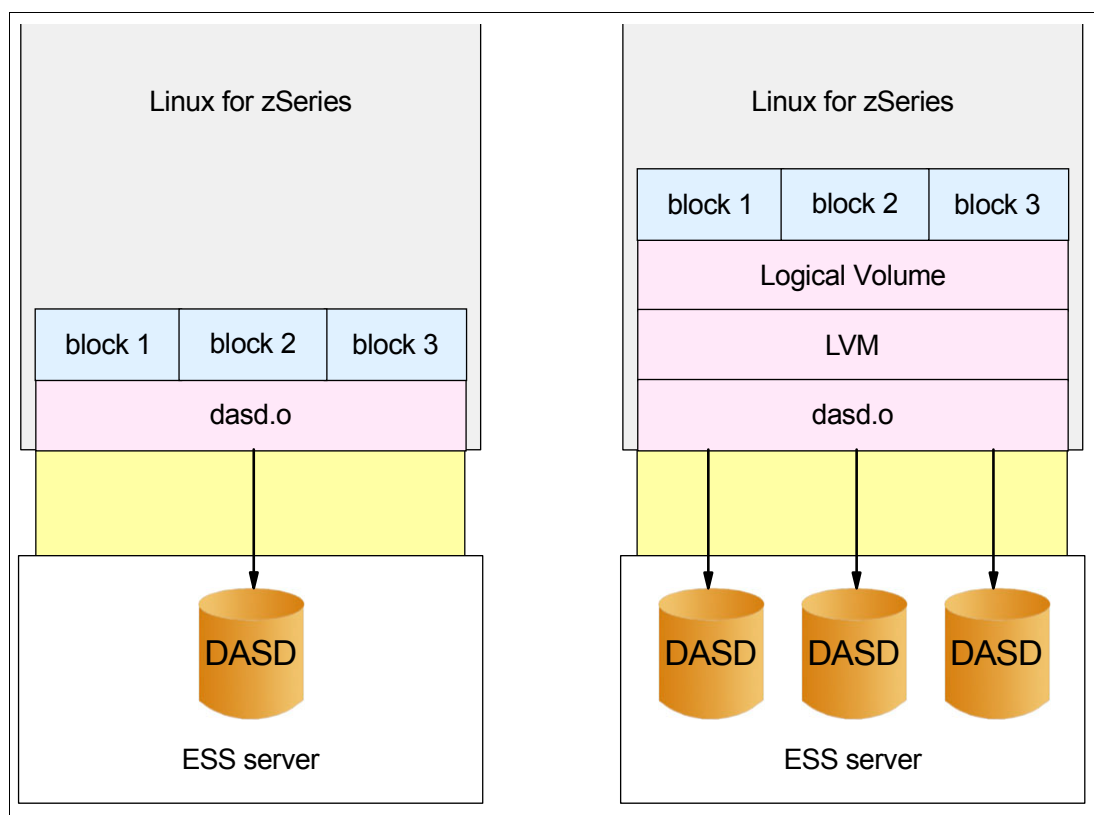 Linux for zSeries
block 1
block 2
block 3
dasd.o
DASD
ESS server
Linux for zSeries
block 1
block 2
block 3
Logical Volume
LVM
dasd.o
DASD
DASD
DASD
ESS server